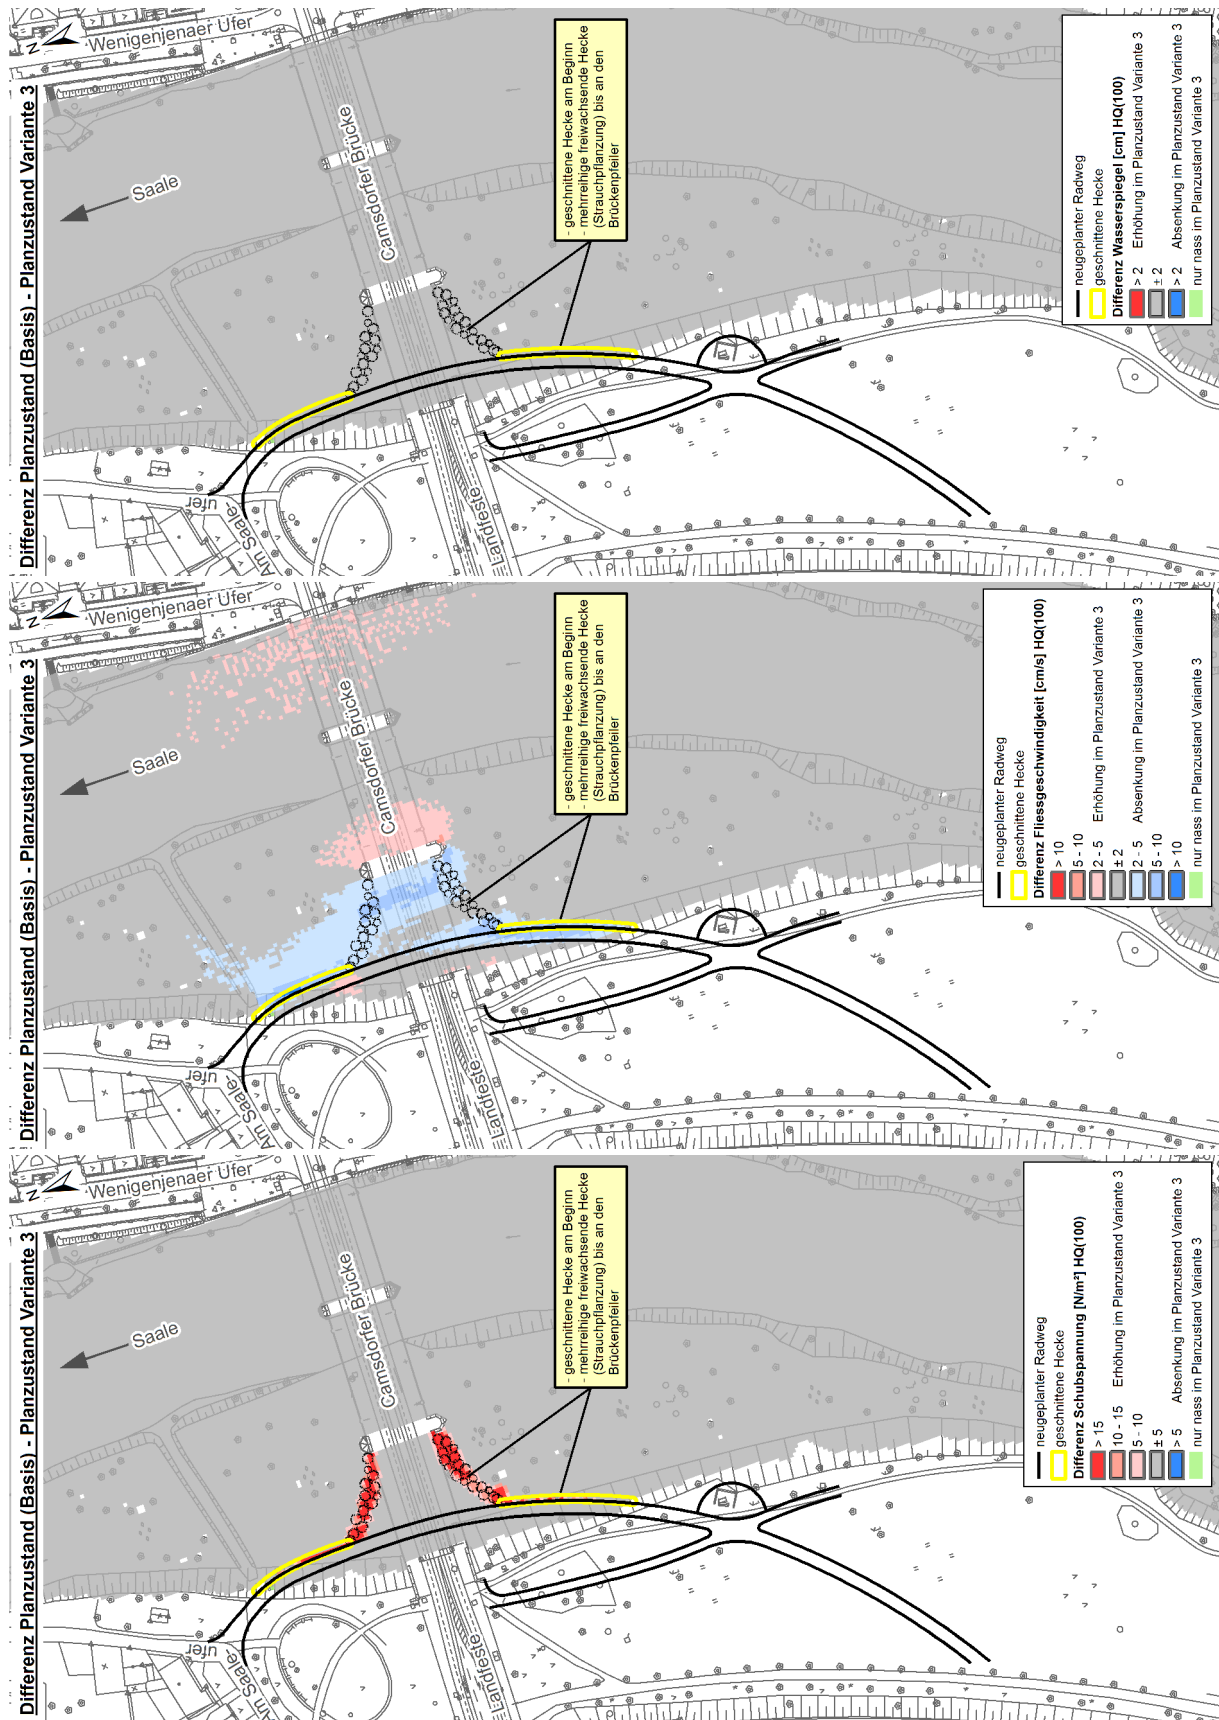 Differenz Planzustand (Basis) - Planzustand Variante 3
N
Wenigenjenaer Ufer
Saale
Camsdorfer Brücke
Landfeste
Am Saale-
ufer
- geschnittene Hecke am Beginn
- mehrreihige freiwachsende Hecke
(Strauchpflanzung) bis an den
Brückenpfeiler
neugeplanter Radweg
geschnittene Hecke
Differenz Wasserspiegel [cm] HQ(100)
> 2 Erhöhung im Planzustand Variante 3
± 2
> 2 Absenkung im Planzustand Variante 3
nur nass im Planzustand Variante 3
Differenz Planzustand (Basis) - Planzustand Variante 3
N
Wenigenjenaer Ufer
Saale
Camsdorfer Brücke
Landfeste
Am Saale-
ufer
- geschnittene Hecke am Beginn
- mehrreihige freiwachsende Hecke
(Strauchpflanzung) bis an den
Brückenpfeiler
neugeplanter Radweg
geschnittene Hecke
Differenz Fliessgeschwindigkeit [cm/s] HQ(100)
> 10
5 - 10
2 - 5 Erhöhung im Planzustand Variante 3
± 2
2 - 5 Absenkung im Planzustand Variante 3
5 - 10
> 10
nur nass im Planzustand Variante 3
Differenz Planzustand (Basis) - Planzustand Variante 3
N
Wenigenjenaer Ufer
Saale
Camsdorfer Brücke
Landfeste
Am Saale-
ufer
- geschnittene Hecke am Beginn
- mehrreihige freiwachsende Hecke
(Strauchpflanzung) bis an den
Brückenpfeiler
neugeplanter Radweg
geschnittene Hecke
Differenz Schubspannung [N/m²] HQ(100)
> 15
10 - 15 Erhöhung im Planzustand Variante 3
5 - 10
± 5
> 5 Absenkung im Planzustand Variante 3
nur nass im Planzustand Variante 3